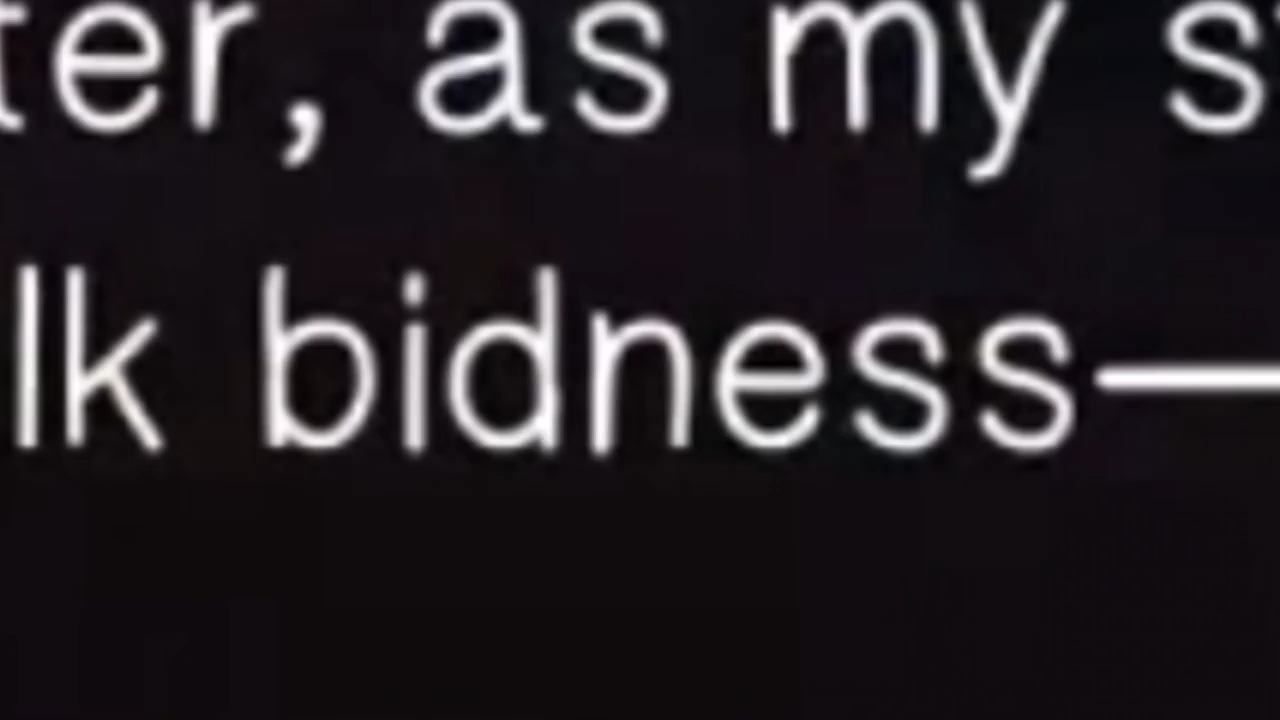 ter, as my s
lk bidness—